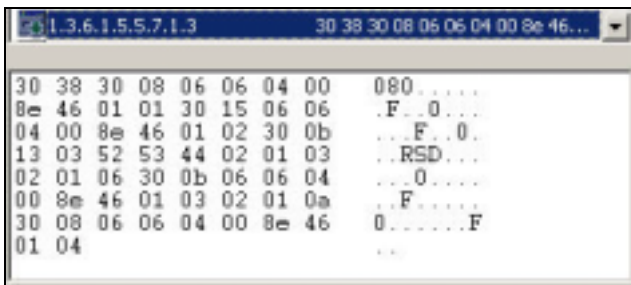 1.3.6.1.5.5.7.1.3 30 38 30 08 06 06 04 00 8e 46...
30 38 30 08 06 06 04 00 080.....
8e 46 01 01 30 15 06 06 .F..0...
04 00 8e 46 01 02 30 0b ...F..0.
13 03 52 53 44 02 01 03 ..RSD...
02 01 06 30 0b 06 06 04 ...0....
00 8e 46 01 03 02 01 0a ..F.....
30 08 06 06 04 00 8e 46 0......F
01 04 ..